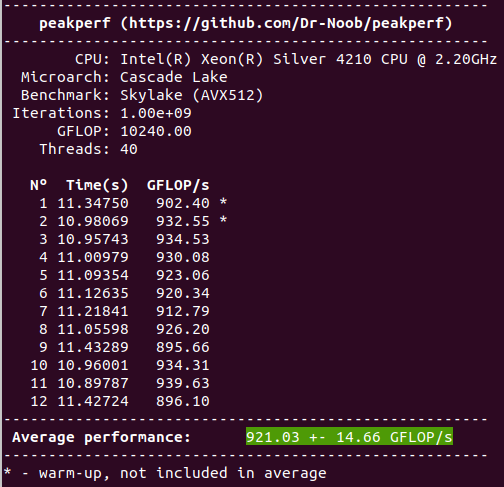 -----------------------------------------------------
peakperf (https://github.com/Dr-Noob/peakperf)
-----------------------------------------------------
CPU: Intel(R) Xeon(R) Silver 4210 CPU @ 2.20GHz
Microarch: Cascade Lake
Benchmark: Skylake (AVX512)
Iterations: 1.00e+09
GFLOP: 10240.00
Threads: 40
Nº Time(s) GFLOP/s
1 11.34750 902.40 *
2 10.98069 932.55 *
3 10.95743 934.53
4 11.00979 930.08
5 11.09354 923.06
6 11.12635 920.34
7 11.21841 912.79
8 11.05598 926.20
9 11.43289 895.66
10 10.96001 934.31
11 10.89787 939.63
12 11.42724 896.10
-----------------------------------------------------
Average performance: 921.03 +- 14.66 GFLOP/s
-----------------------------------------------------
* - warm-up, not included in average